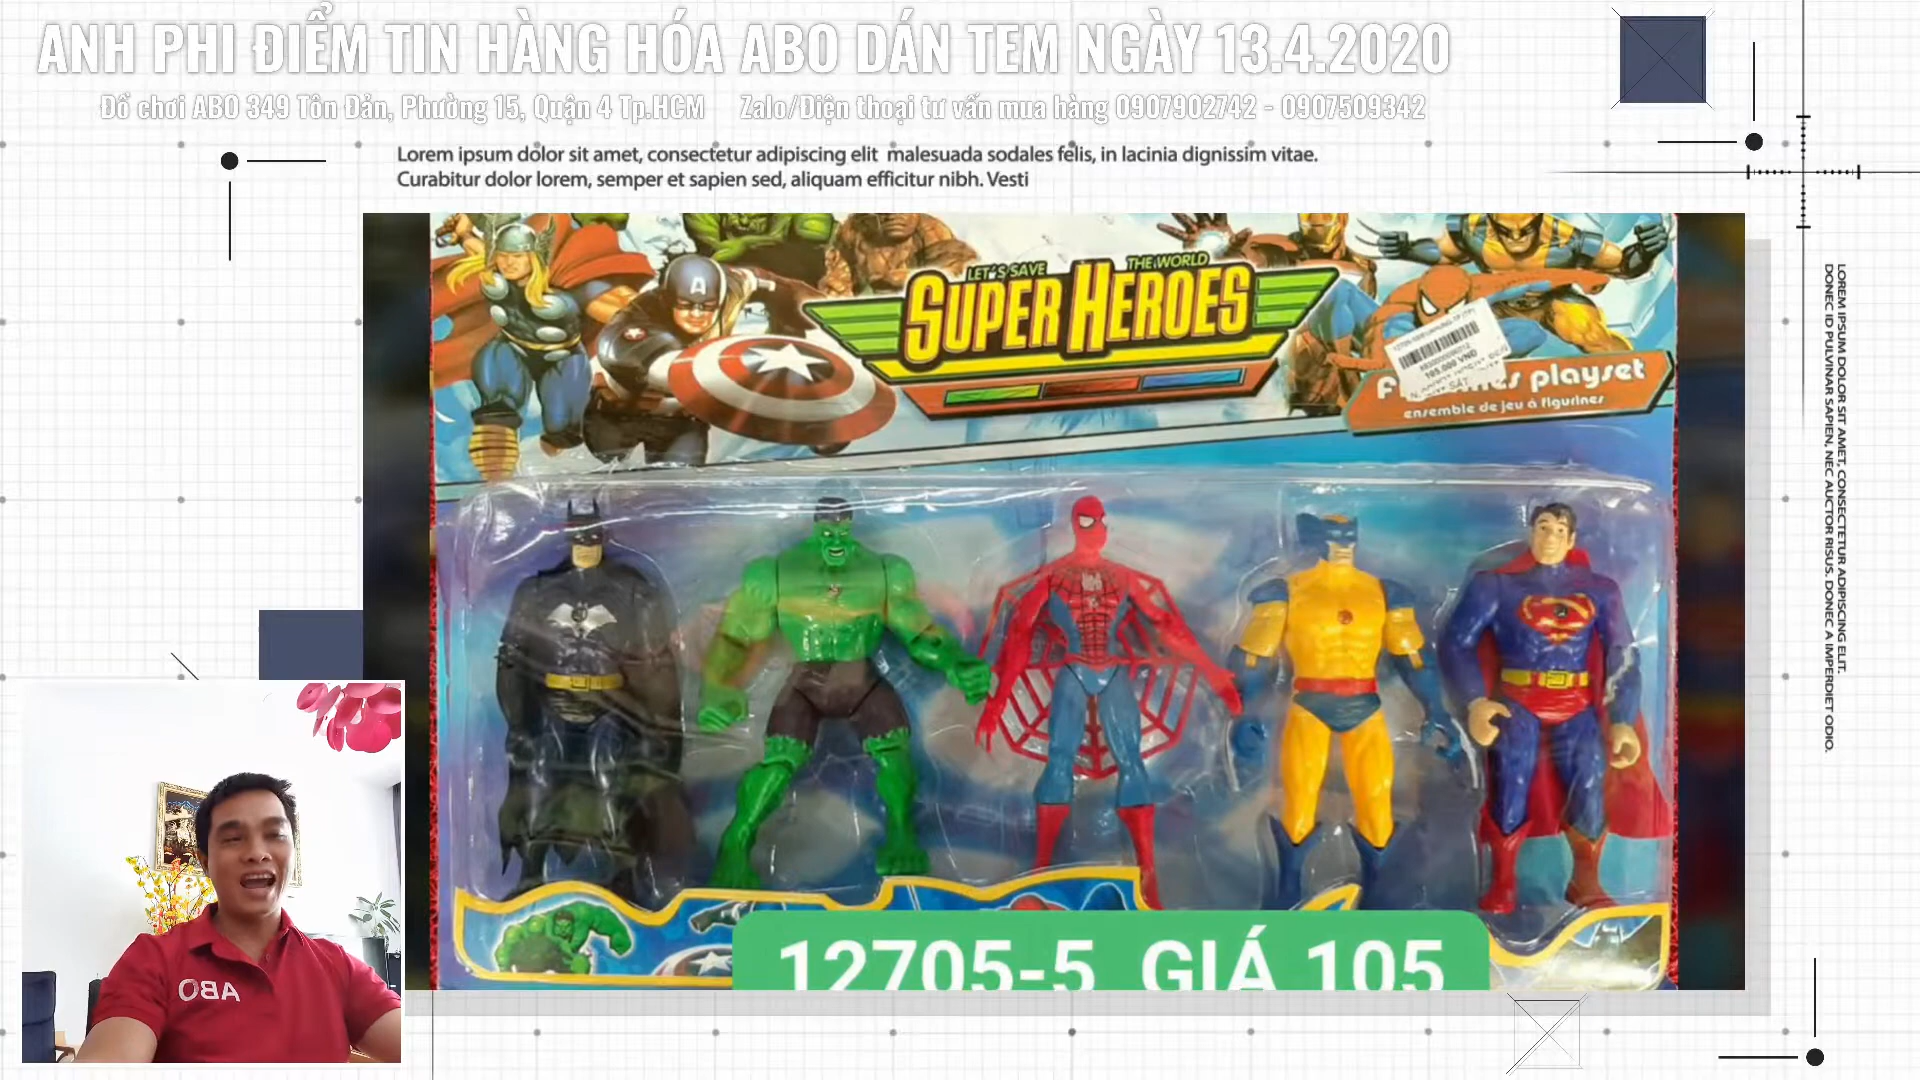 ANH PHI ĐIỂM TIN HÀNG HÓA ABO DÁN TEM NGÀY 13.4.2020
Đồ chơi ABO 349 Tôn Đản, Phường 15, Quận 4 Tp.HCM Zalo/Điện thoại tư vấn mua hàng 0907902742 - 0907509342
Lorem ipsum dolor sit amet, consectetur adipiscing elit malesuada sodales felis, in lacinia dignissim vitae.
Curabitur dolor lorem, semper et sapien sed, aliquam efficitur nibh. Vesti
LET'S SAVE THE WORLD
SUPER HEROES
A
105.000 VND
playset
ensemble de jeu à figurines
LOREM IPSUM DOLOR SIT AMET, CONSECTETUR ADIPISCING ELIT.
DONEC ID PULVINAR SAPIEN, NEC AUCTOR RISUS. DONEC A IMPERDIET ODIO.
ABO
12705-5 GIÁ 105